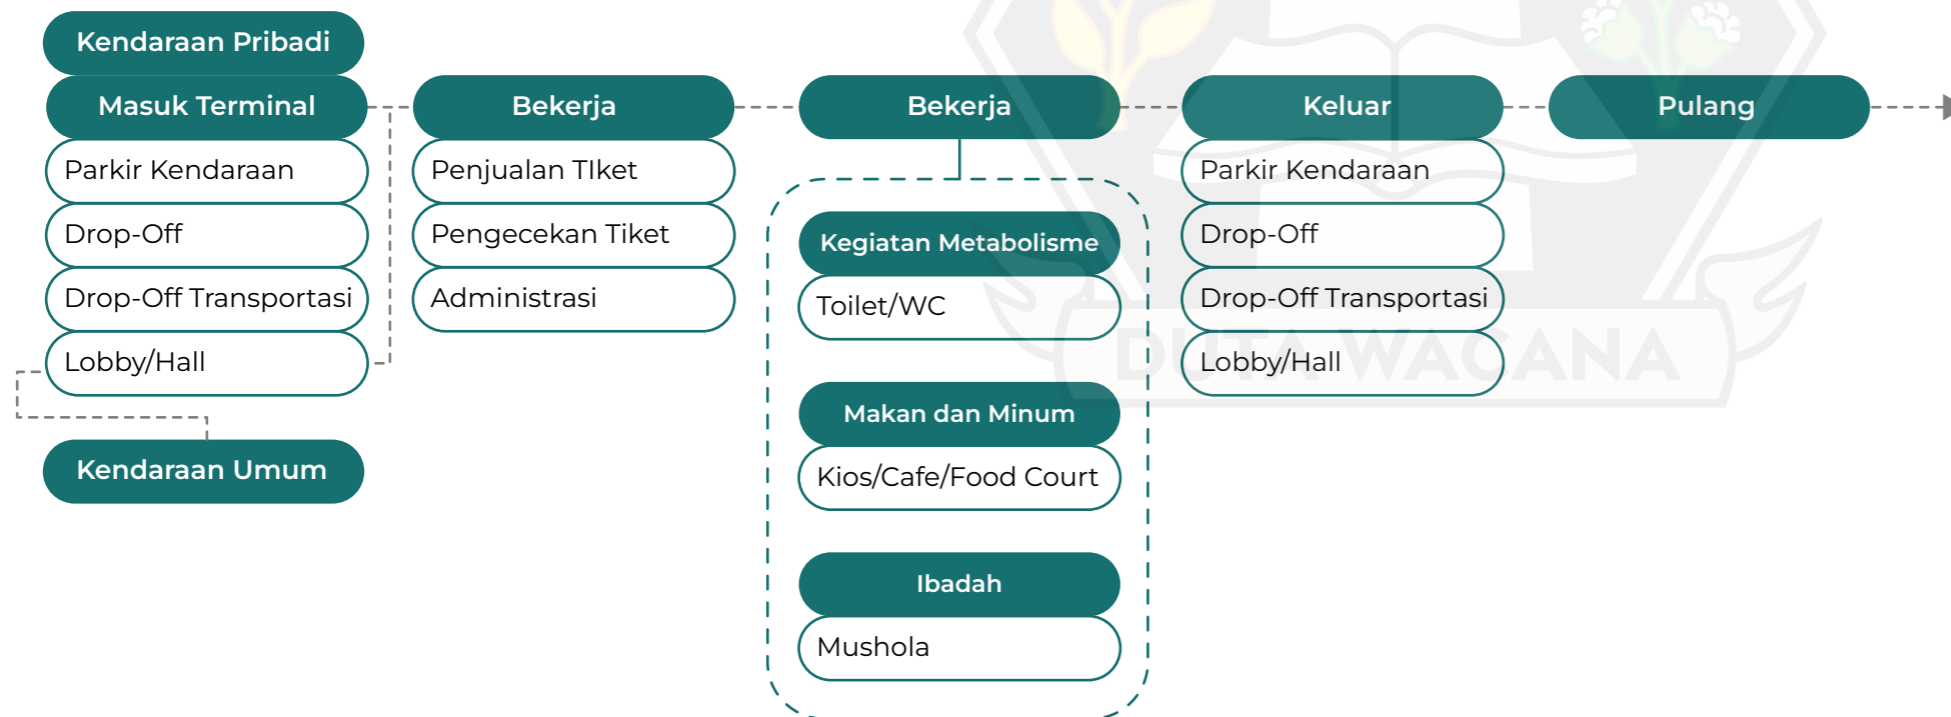 Kendaraan Pribadi
Masuk Terminal
Parkir Kendaraan
Drop-Off
Drop-Off Transportasi
Lobby/Hall
Kendaraan Umum
Bekerja
Penjualan TIket
Pengecekan Tiket
Administrasi
Bekerja
Kegiatan Metabolisme
Toilet/WC
Makan dan Minum
Kios/Cafe/Food Court
Ibadah
Mushola
Keluar
Parkir Kendaraan
Drop-Off
Drop-Off Transportasi
Lobby/Hall
Pulang
DUTA WACANA